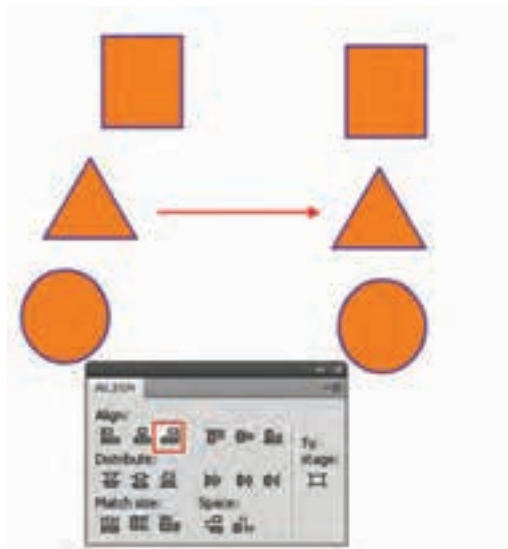 ALIGN
Align:
To
stage:
Distribute:
Match size:
Space: